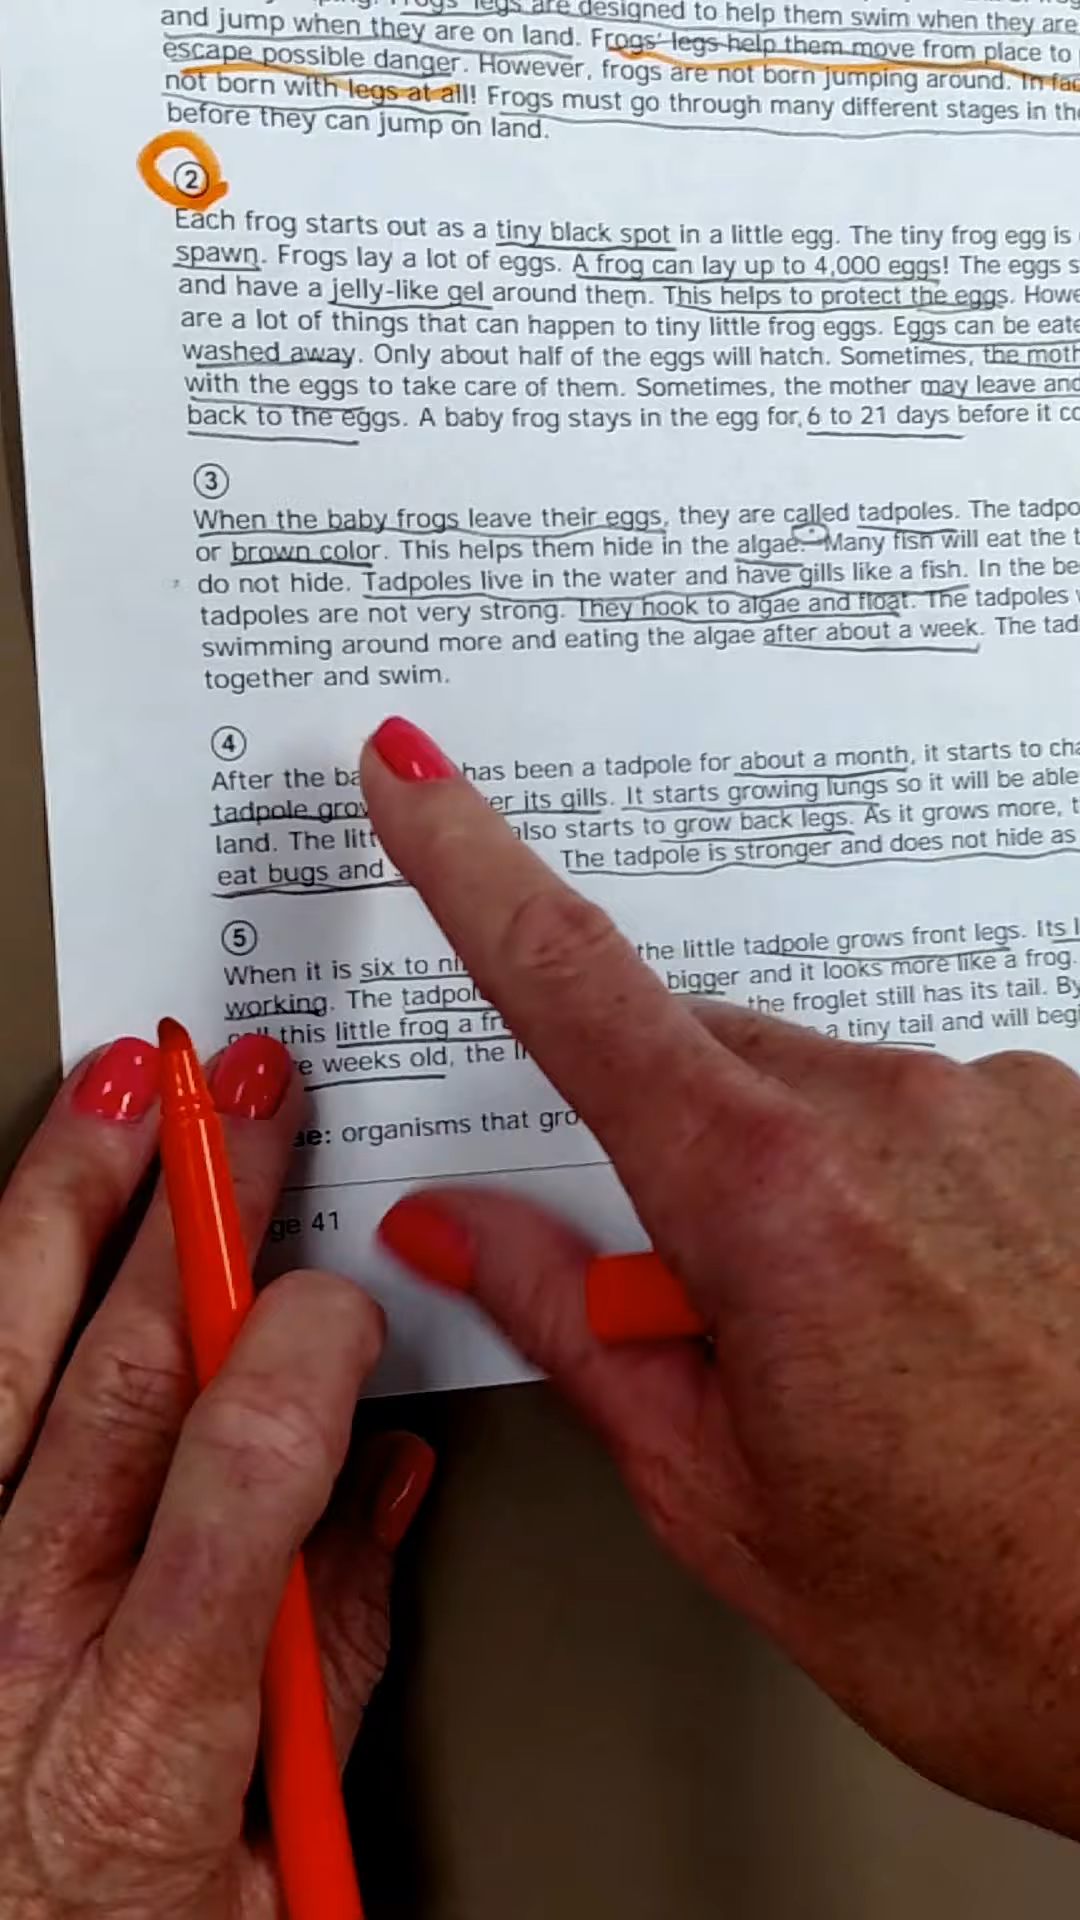 legs are designed to help them swim when they are
and jump when they are on land. Frogs' legs help them move from place to
escape possible danger. However, frogs are not born jumping around. In fac
not born with legs at all! Frogs must go through many different stages in the
before they can jump on land.
2
Each frog starts out as a tiny black spot in a little egg. The tiny frog egg is
spawn. Frogs lay a lot of eggs. A frog can lay up to 4,000 eggs! The eggs s
and have a jelly-like gel around them. This helps to protect the eggs. Howe
are a lot of things that can happen to tiny little frog eggs. Eggs can be eate
washed away. Only about half of the eggs will hatch. Sometimes, the moth
with the eggs to take care of them. Sometimes, the mother may leave and
back to the eggs. A baby frog stays in the egg for 6 to 21 days before it co
3
When the baby frogs leave their eggs, they are called tadpoles. The tadpo
or brown color. This helps them hide in the algae. Many fish will eat the t
do not hide. Tadpoles live in the water and have gills like a fish. In the be
tadpoles are not very strong. They hook to algae and float. The tadpoles
swimming around more and eating the algae after about a week. The tad
together and swim.
4
After the ba has been a tadpole for about a month, it starts to cha
tadpole grow er its gills. It starts growing lungs so it will be able
land. The litt also starts to grow back legs. As it grows more, t
eat bugs and The tadpole is stronger and does not hide as
5
When it is six to ni the little tadpole grows front legs. Its l
working. The tadpol bigger and it looks more like a frog.
this little frog a fr the froglet still has its tail. By
e weeks old, the a tiny tail and will begi
ae: organisms that gro
ge 41